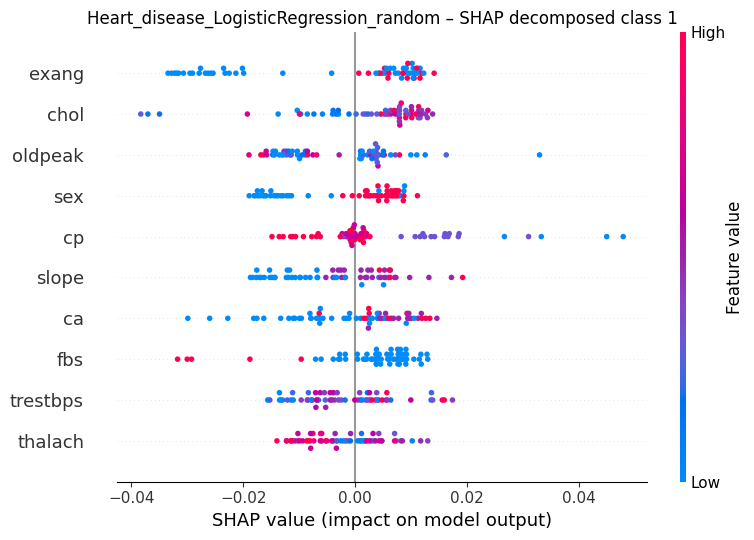 Heart_disease_LogisticRegression_random – SHAP decomposed class 1
High
exang
chol
oldpeak
sex
cp
slope
ca
fbs
trestbps
thalach
Feature value
Low
−0.04 −0.02 0.00 0.02 0.04
SHAP value (impact on model output)